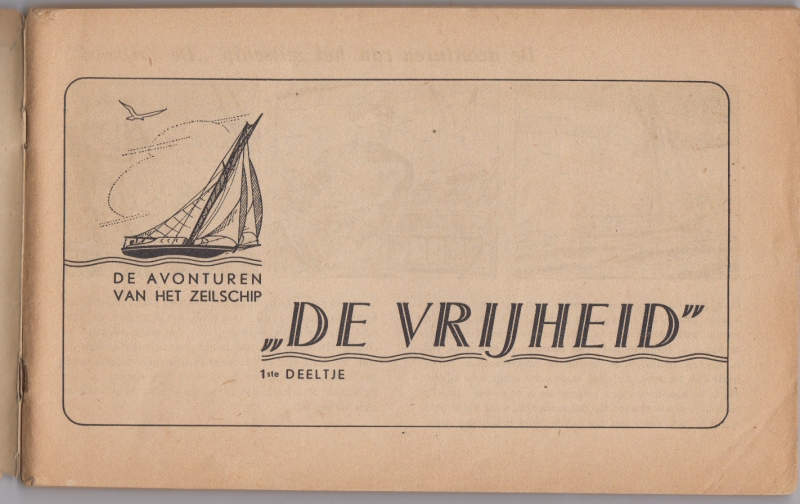 DE AVONTUREN
VAN HET ZEILSCHIP
„DE VRIJHEID”
1ste DEELTJE